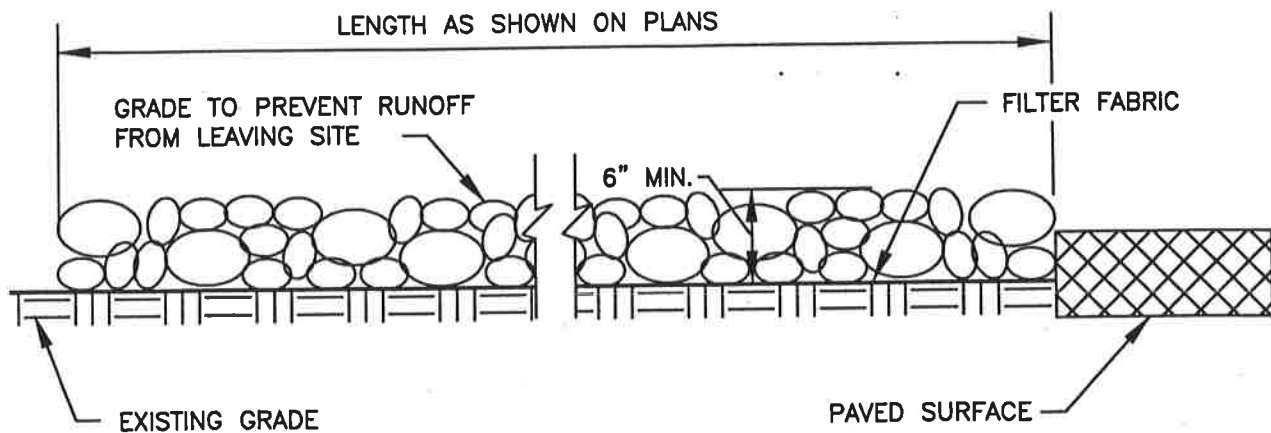 LENGTH AS SHOWN ON PLANS
GRADE TO PREVENT RUNOFF
FROM LEAVING SITE
FILTER FABRIC
6" MIN.
EXISTING GRADE
PAVED SURFACE